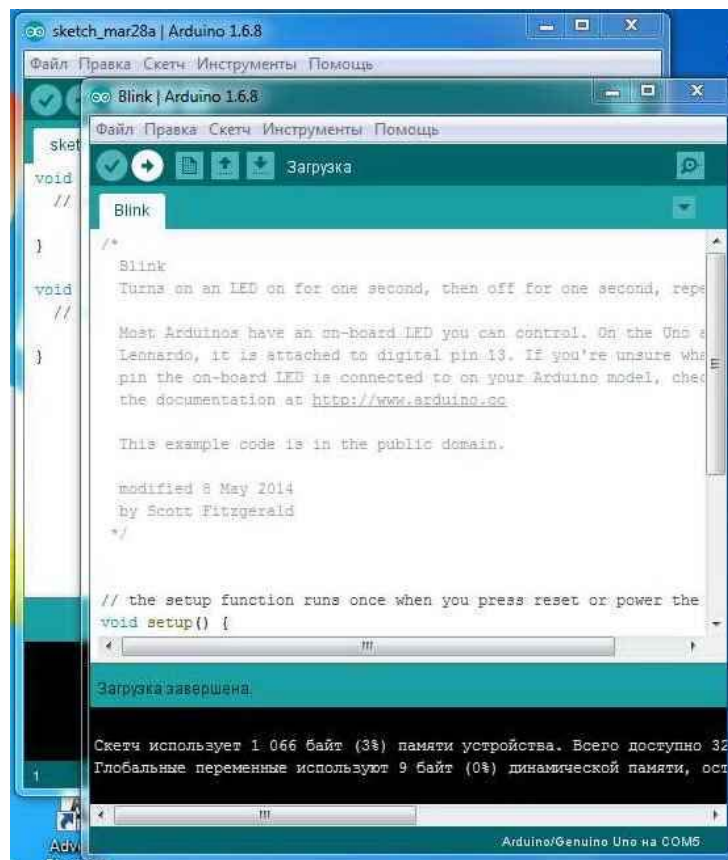 sketch_mar28a | Arduino 1.6.8
Файл Правка Скетч Инструменты Помощь
sket
void
//
}
void
//
}
1
Adv
Blink | Arduino 1.6.8
Файл Правка Скетч Инструменты Помощь
Загрузка
Blink
/*
Blink
Turns on an LED on for one second, then off for one second, repe
Most Arduinos have an on-board LED you can control. On the Uno a
Leonardo, it is attached to digital pin 13. If you're unsure wha
pin the on-board LED is connected to on your Arduino model, chec
the documentation at http://www.arduino.cc
This example code is in the public domain.
modified 8 May 2014
by Scott Fitzgerald
*/
// the setup function runs once when you press reset or power the
void setup() {
Загрузка завершена.
Скетч использует 1 066 байт (3%) памяти устройства. Всего доступно 32
Глобальные переменные используют 9 байт (0%) динамической памяти, ост
Arduino/Genuino Uno на COM5